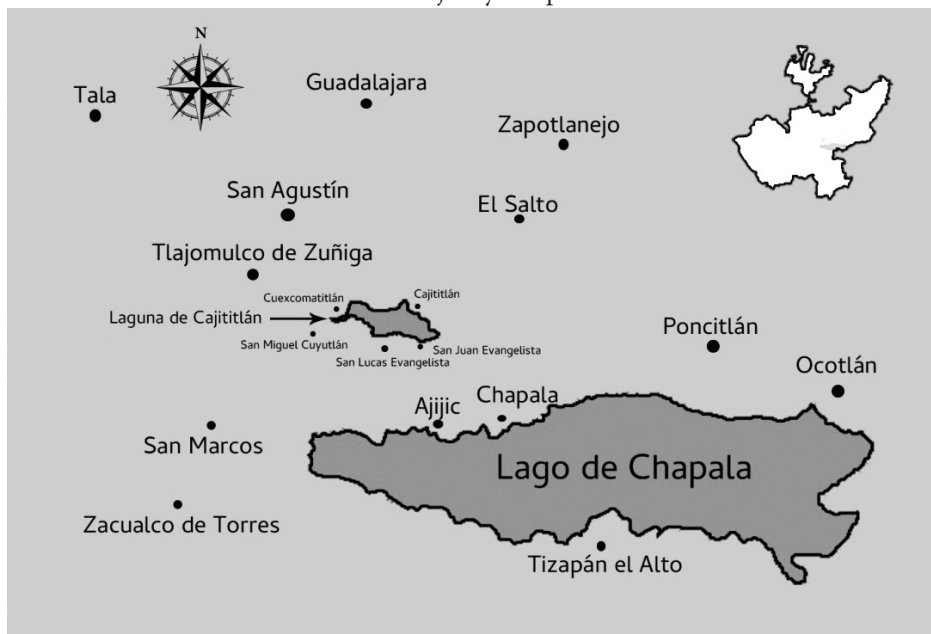 N
Guadalajara
Tala
Zapotlanejo
San Agustín
El Salto
Tlajomulco de Zuñiga
Cuexcomatitlán
Cajititlán
Laguna de Cajititlán
San Miguel Cuyutlán
San Juan Evangelista
San Lucas Evangelista
Poncitlán
Ocotlán
Chapala
Ajijic
San Marcos
Lago de Chapala
Zacualco de Torres
Tizapán el Alto